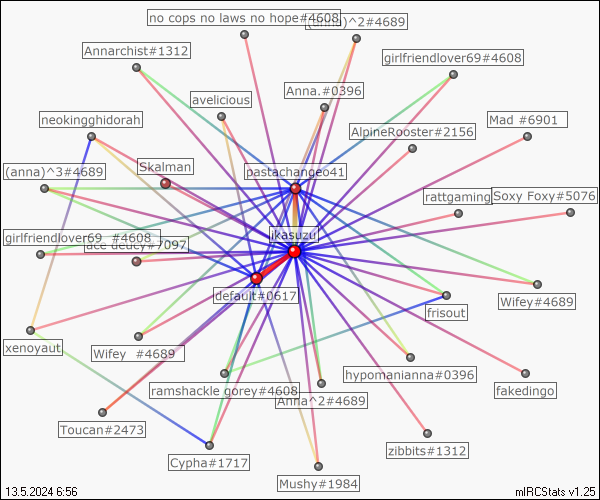 no cops no laws no hope#4608
(anna)^2#4689
Annarchist#1312
girlfriendlover69#4608
avelicious
Anna.#0396
neokingghidorah
AlpineRooster#2156
Mad #6901
Skalman
(anna)^3#4689
pastachange041
rattgaming
Soxy Foxy#5076
girlfriendlover69 #4608
#7097
ikasuzu
default#0617
Wifey#4689
frisout
xenoyaut
Wifey #4689
hypomanianna#0396
ramshackle gorey#4608
Anna^2#4689
fakedingo
Toucan#2473
zibbits#1312
Cypha#1717
Mushy#1984
13.5.2024 6:56
mIRCStats v1.25